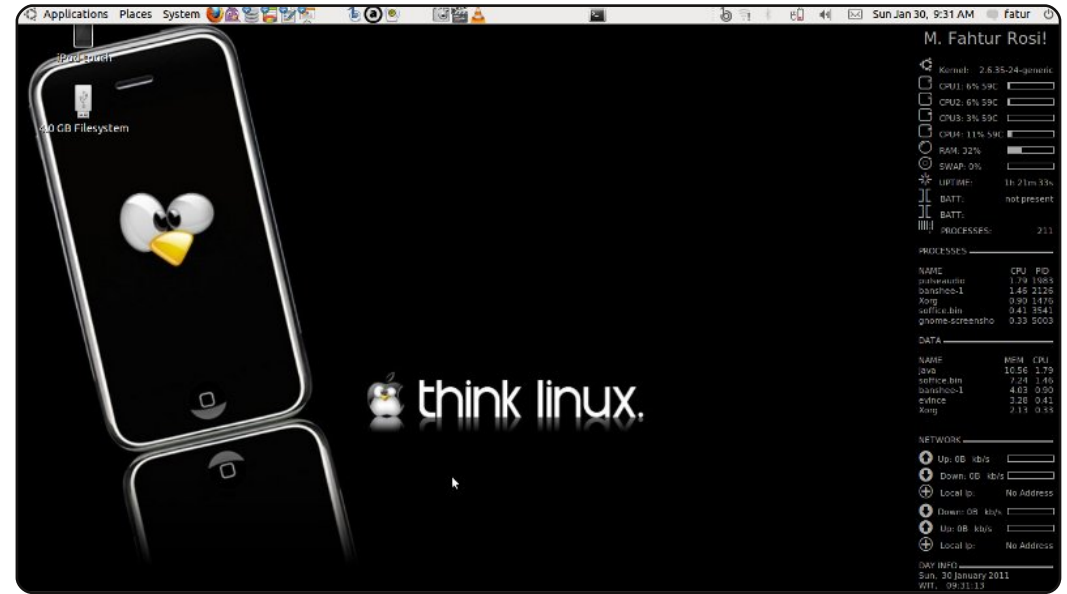 Applications Places System
Sun Jan 30, 9:31 AM fatur
iPod touch
4.0 GB Filesystem
think linux.
M. Fahtur Rosi!
Kernel: 2.6.35-24-generic
CPU1: 6% 59C
CPU2: 6% 59C
CPU3: 3% 59C
CPU4: 11% 59C
RAM: 32%
SWAP: 0%
UPTIME: 1h 21m 33s
BATT: not present
BATT:
PROCESSES: 211
PROCESSES
NAME CPU PID
pulseaudio 1.79 1983
banshee-1 1.46 2126
Xorg 0.90 1476
soffice.bin 0.41 3541
gnome-screensho 0.33 5003
DATA
NAME MEM CPU
java 10.56 1.79
soffice.bin 7.24 1.46
banshee-1 4.03 0.90
evince 3.28 0.41
Xorg 2.13 0.33
NETWORK
Up: 0B kb/s
Down: 0B kb/s
Local Ip: No Address
Down: 0B kb/s
Up: 0B kb/s
Local Ip: No Address
DAY INFO
Sun, 30 January 2011
WIT, 09:31:13